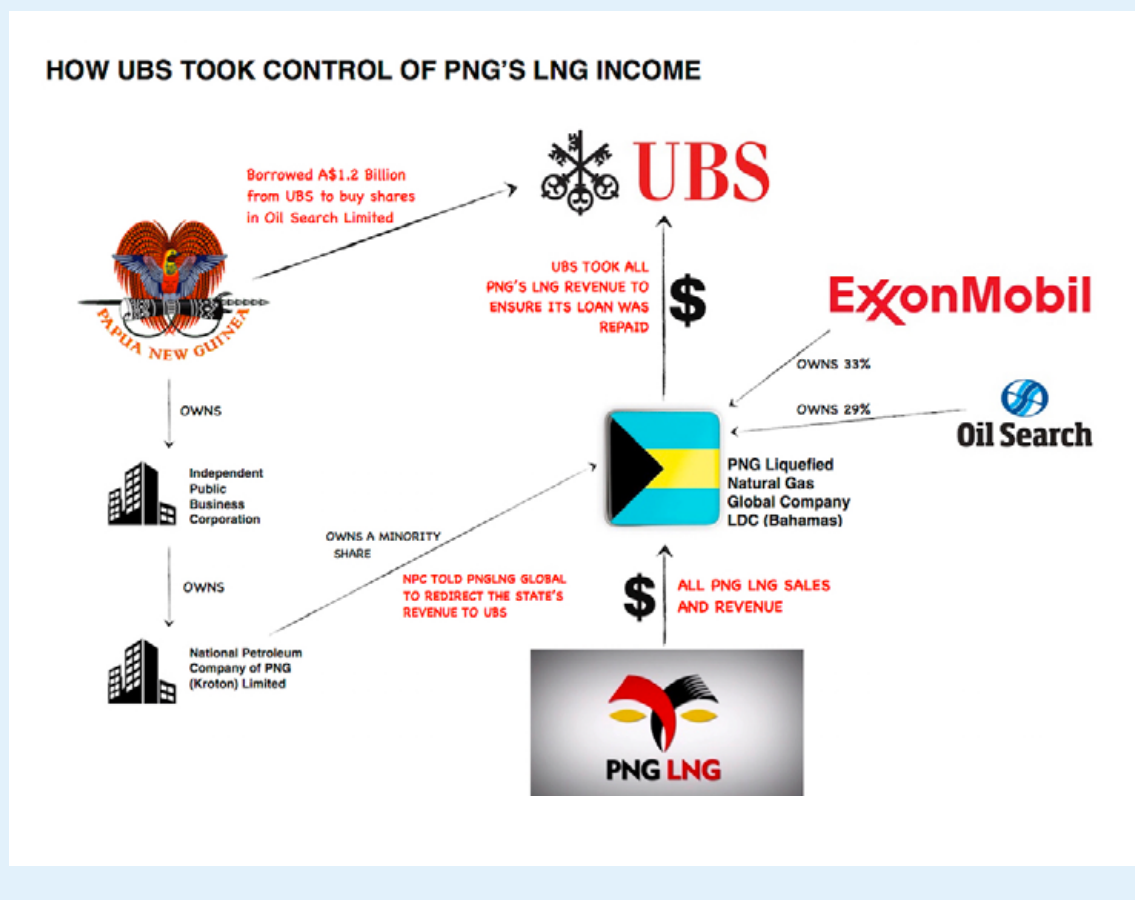 HOW UBS TOOK CONTROL OF PNG'S LNG INCOME
Borrowed A$1.2 Billion
from UBS to buy shares
in Oil Search Limited
UBS
PAPUA NEW GUINEA
UBS TOOK ALL
PNG'S LNG REVENUE TO
ENSURE ITS LOAN WAS
REPAID
$
ExxonMobil
OWNS 33%
OWNS 29%
Oil Search
OWNS
Independent
Public
Business
Corporation
PNG Liquefied
Natural Gas
Global Company
LDC (Bahamas)
OWNS A MINORITY
SHARE
OWNS
NPC TOLD PNGLNG GLOBAL
TO REDIRECT THE STATE'S
REVENUE TO UBS
$
ALL PNG LNG SALES
AND REVENUE
National Petroleum
Company of PNG
(Kroton) Limited
PNG LNG